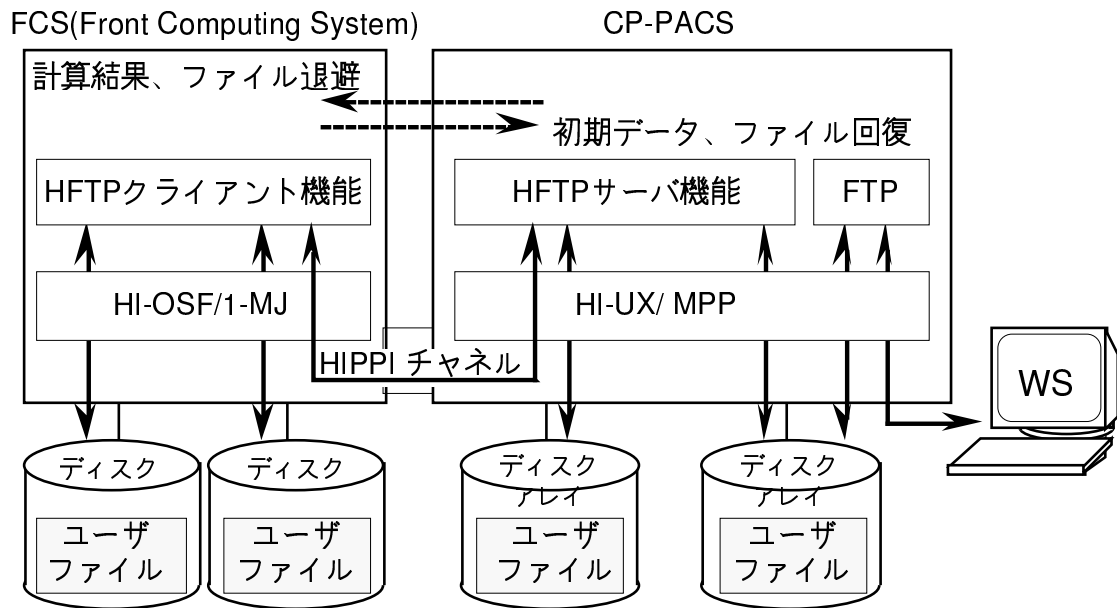 FCS(Front Computing System)
CP-PACS
計算結果、ファイル退避
初期データ、ファイル回復
HFTPクライアント機能
HFTPサーバ機能
FTP
HI-OSF/1-MJ
HI-UX/ MPP
HIPPI チャネル
WS
ディスク
ディスク
ディスク
アレイ
ディスク
アレイ
ユーザ
ファイル
ユーザ
ファイル
ユーザ
ファイル
ユーザ
ファイル